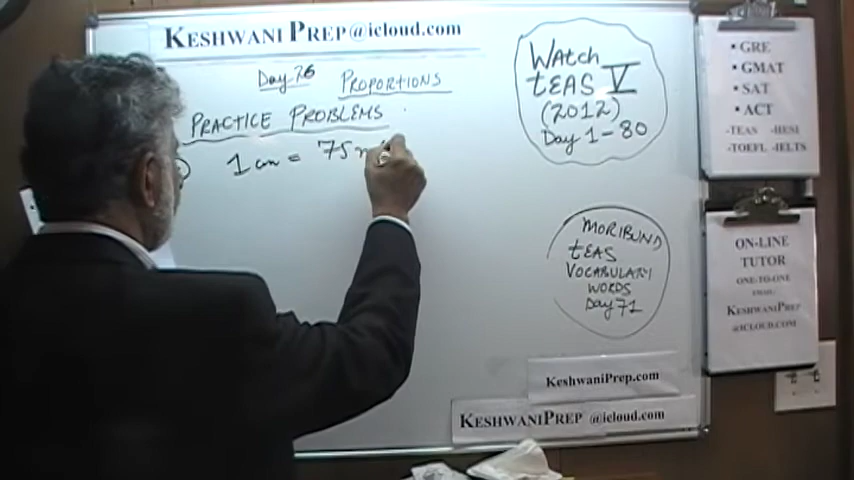 KESHWANI PREP@icloud.com
Day 26
PROPORTIONS
PRACTICE PROBLEMS
1 cm = 75
WATCH
TEAS V
(2012)
Day 1-80
MORIBUND
TEAS
VOCABULARY
WORDS
Day 71
• GRE
• GMAT
• SAT
• ACT
-TEAS -HESI
-TOEFL -IELTS
ON-LINE
TUTOR
ONE-TO-ONE
EMAIL:
KESHWANIPREP
@ICLOUD.COM
KESHWANIPREP.com
KESHWANIPREP @icloud.com